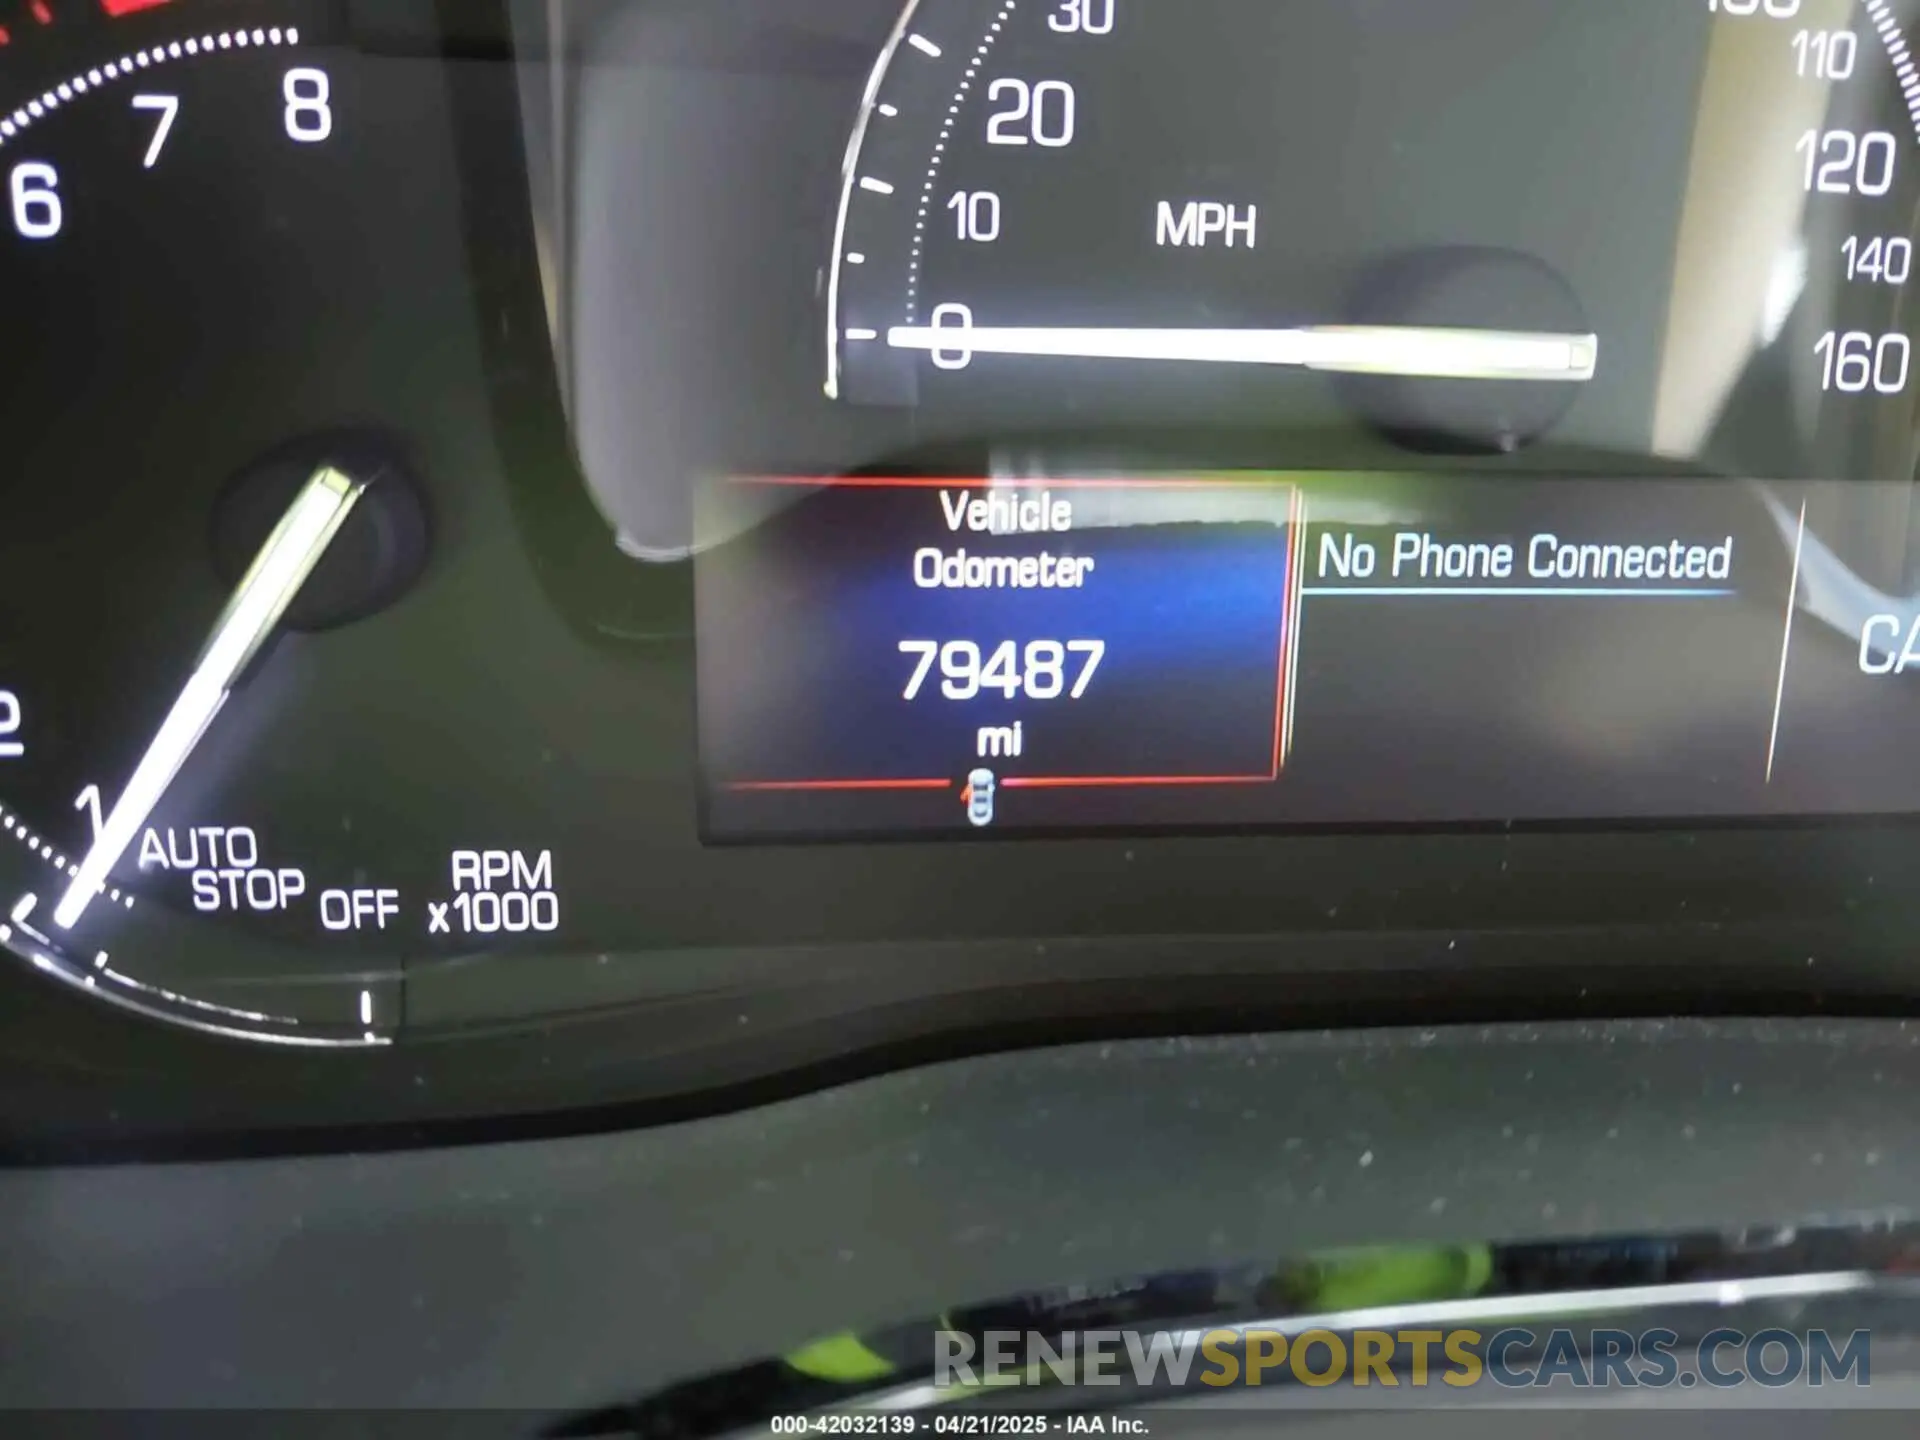 30
20
10
0
MPH
110
120
140
160
6
7
8
1
AUTO
STOP
OFF
RPM
x1000
Vehicle
Odometer
79487
mi
No Phone Connected
RENEWSPORTSCARS.COM
000-42032139 - 04/21/2025 - IAA Inc.